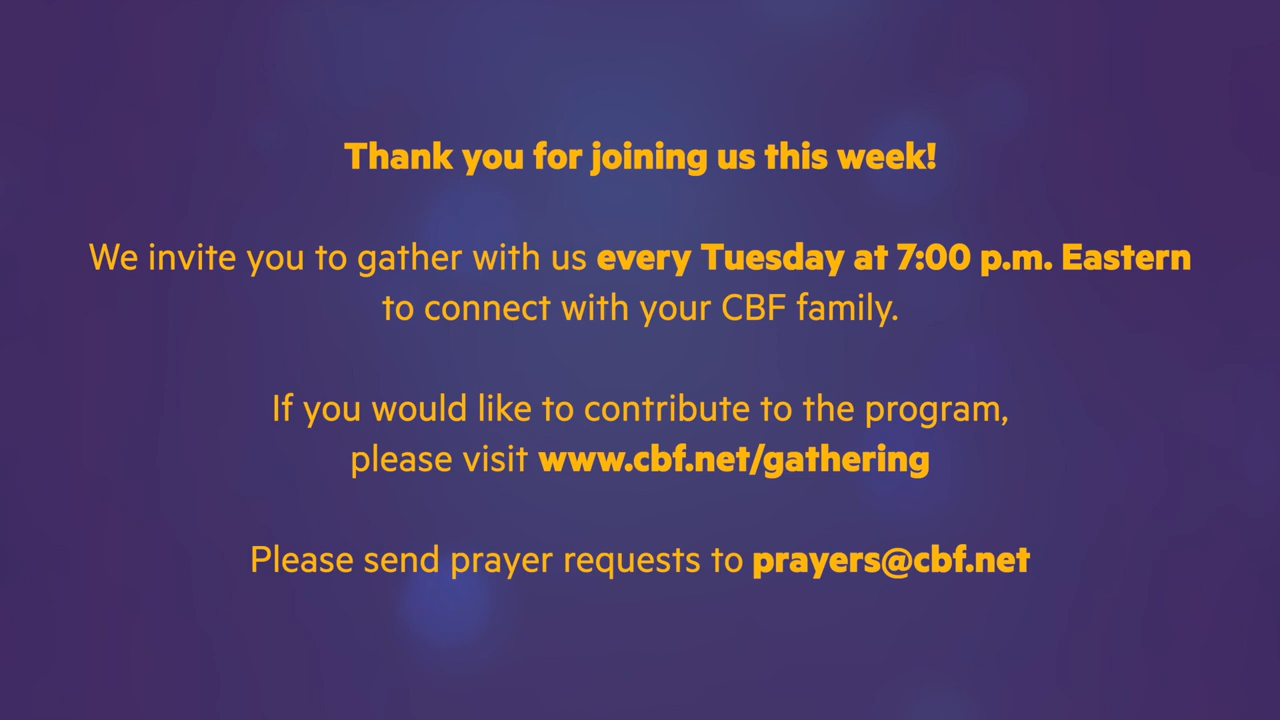 Thank you for joining us this week!
We invite you to gather with us every Tuesday at 7:00 p.m. Eastern
to connect with your CBF family.
If you would like to contribute to the program,
please visit www.cbf.net/gathering
Please send prayer requests to prayers@cbf.net